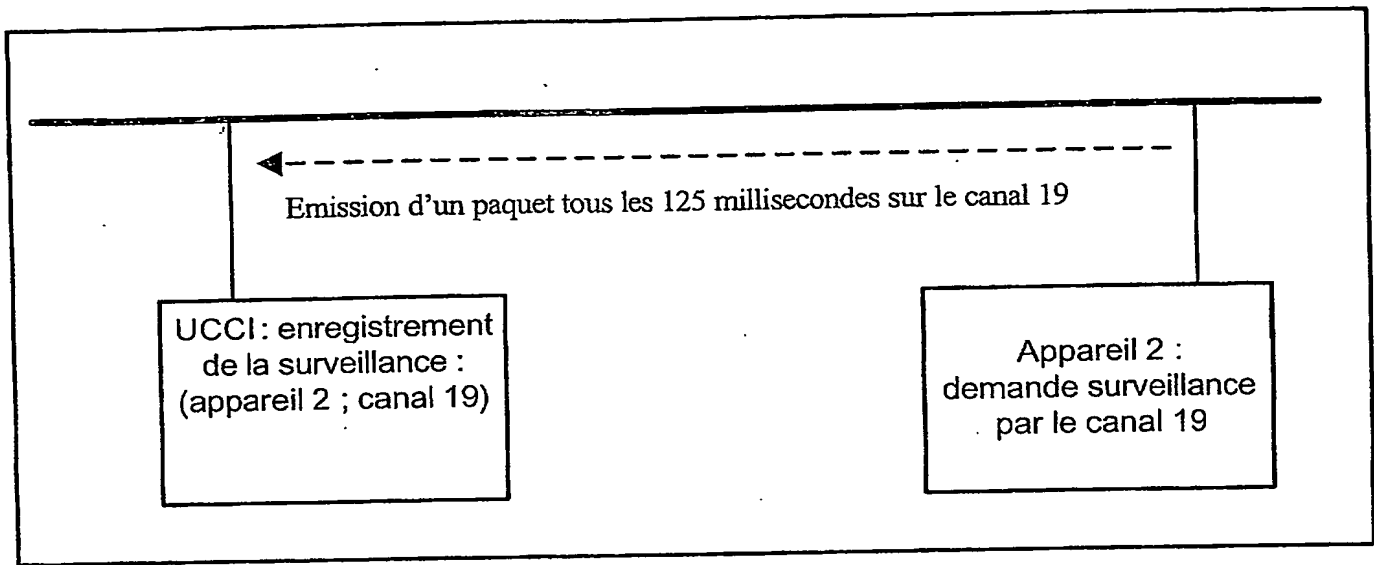 Emission d'un paquet tous les 125 millisecondes sur le canal 19
UCCI : enregistrement
de la surveillance :
(appareil 2 ; canal 19)
Appareil 2 :
demande surveillance
par le canal 19